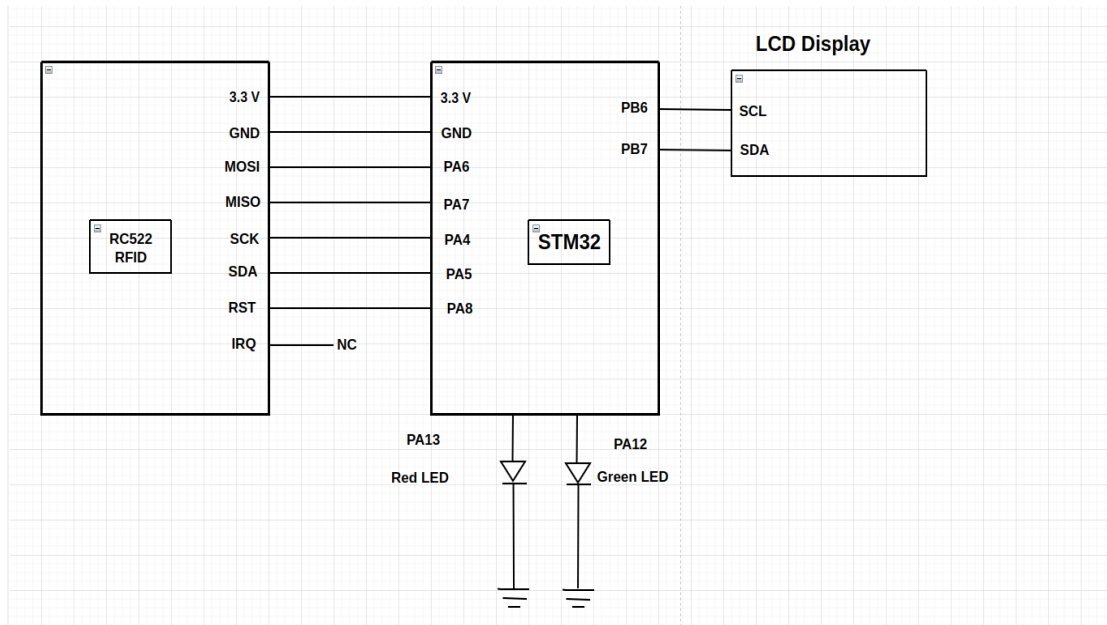 LCD Display
3.3 V
GND
MOSI
MISO
SCK
SDA
RST
IRQ
NC
RC522
RFID
3.3 V
GND
PA6
PA7
PA4
PA5
PA8
STM32
PB6
PB7
SCL
SDA
PA13
Red LED
PA12
Green LED